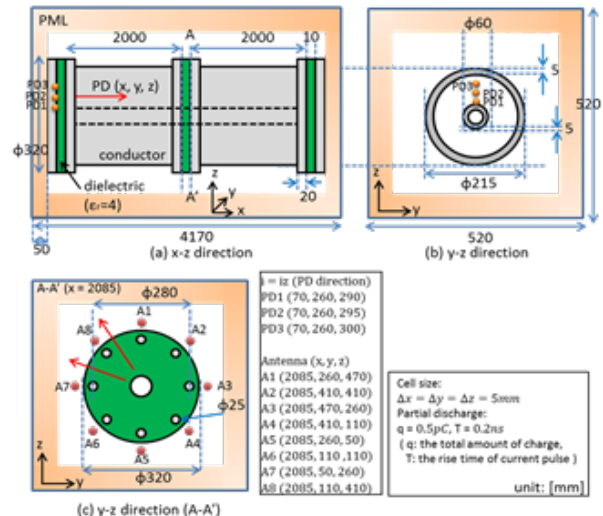 PML
2000
A
2000
10
PD3
PD2
PD1
PD (x, y, z)
ϕ320
conductor
dielectric
(εr=4)
A'
z
y
x
20
50
4170
(a) x-z direction
ϕ60
5
PD3
PD2
PD1
5
520
ϕ215
z
y
520
(b) y-z direction
A-A' (x = 2085)
ϕ280
A1
A8
A2
A7
A3
ϕ25
A6
A4
A5
z
y
ϕ320
(c) y-z direction (A-A')
i = iz (PD direction)
PD1 (70, 260, 290)
PD2 (70, 260, 295)
PD3 (70, 260, 300)
Antenna (x, y, z)
A1 (2085,260,470)
A2 (2085,410,410)
A3 (2085,470,260)
A4 (2085,410,110)
A5 (2085,260,50)
A6 (2085,110,110)
A7 (2085,50,260)
A8 (2085,110,410)
Cell size:
Δx = Δy = Δz = 5mm
Partial discharge:
q = 0.5pC, T = 0.2ns
( q: the total amount of charge,
T: the rise time of current pulse )
unit: [mm]